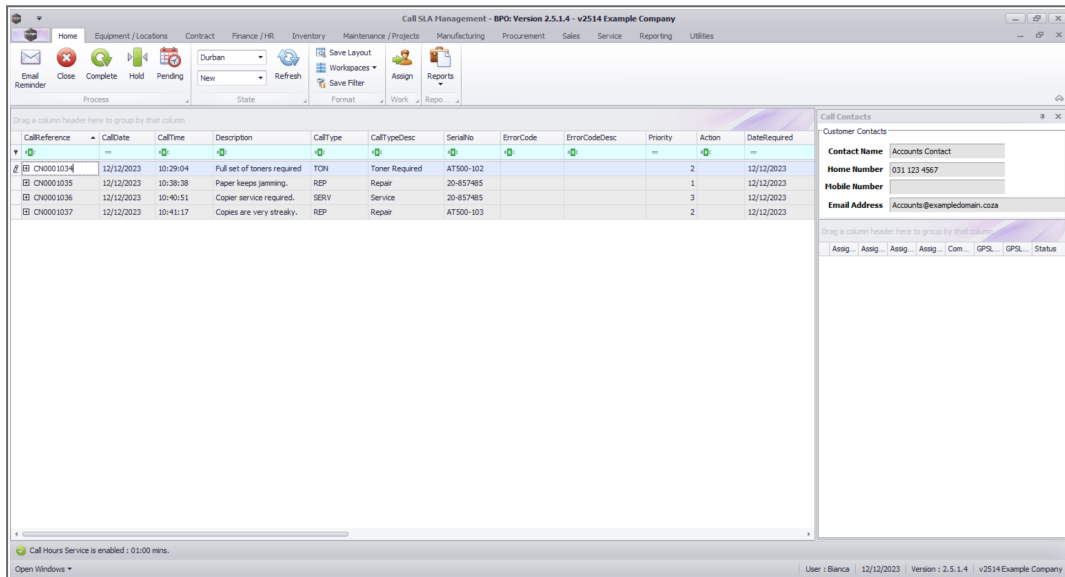 Call SLA Management - BPO: Version 2.5.1.4 - v2514 Example Company
Home Equipment / Locations Contract Finance / HR Inventory Maintenance / Projects Manufacturing Procurement Sales Service Reporting Utilities
Email Reminder Close Complete Hold Pending
Durban
New
Refresh
Save Layout
Workspaces
Save Filter
Assign
Reports
Process State Format Work Repo...
Drag a column header here to group by that column
CallReference CallDate CallTime Description CallType CallTypeDesc SerialNo ErrorCode ErrorCodeDesc Priority Action DateRequired
CN0001034 12/12/2023 10:29:04 Full set of toners required TON Toner Required AT500-102 2 12/12/2023
CN0001035 12/12/2023 10:38:38 Paper keeps jamming. REP Repair 20-857485 1 12/12/2023
CN0001036 12/12/2023 10:40:51 Copier service required. SERV Service 20-857485 3 12/12/2023
CN0001037 12/12/2023 10:41:17 Copies are very streaky. REP Repair AT500-103 2 12/12/2023
Call Contacts
Customer Contacts
Contact Name Accounts Contact
Home Number 031 123 4567
Mobile Number
Email Address Accounts@exampledomain.coza
Drag a column header here to group by that column
Assig... Assig... Assig... Assig... Com... GPSL... GPSL... Status
Call Hours Service is enabled : 01:00 mins.
Open Windows
User : Bianca 12/12/2023 Version : 2.5.1.4 v2514 Example Company